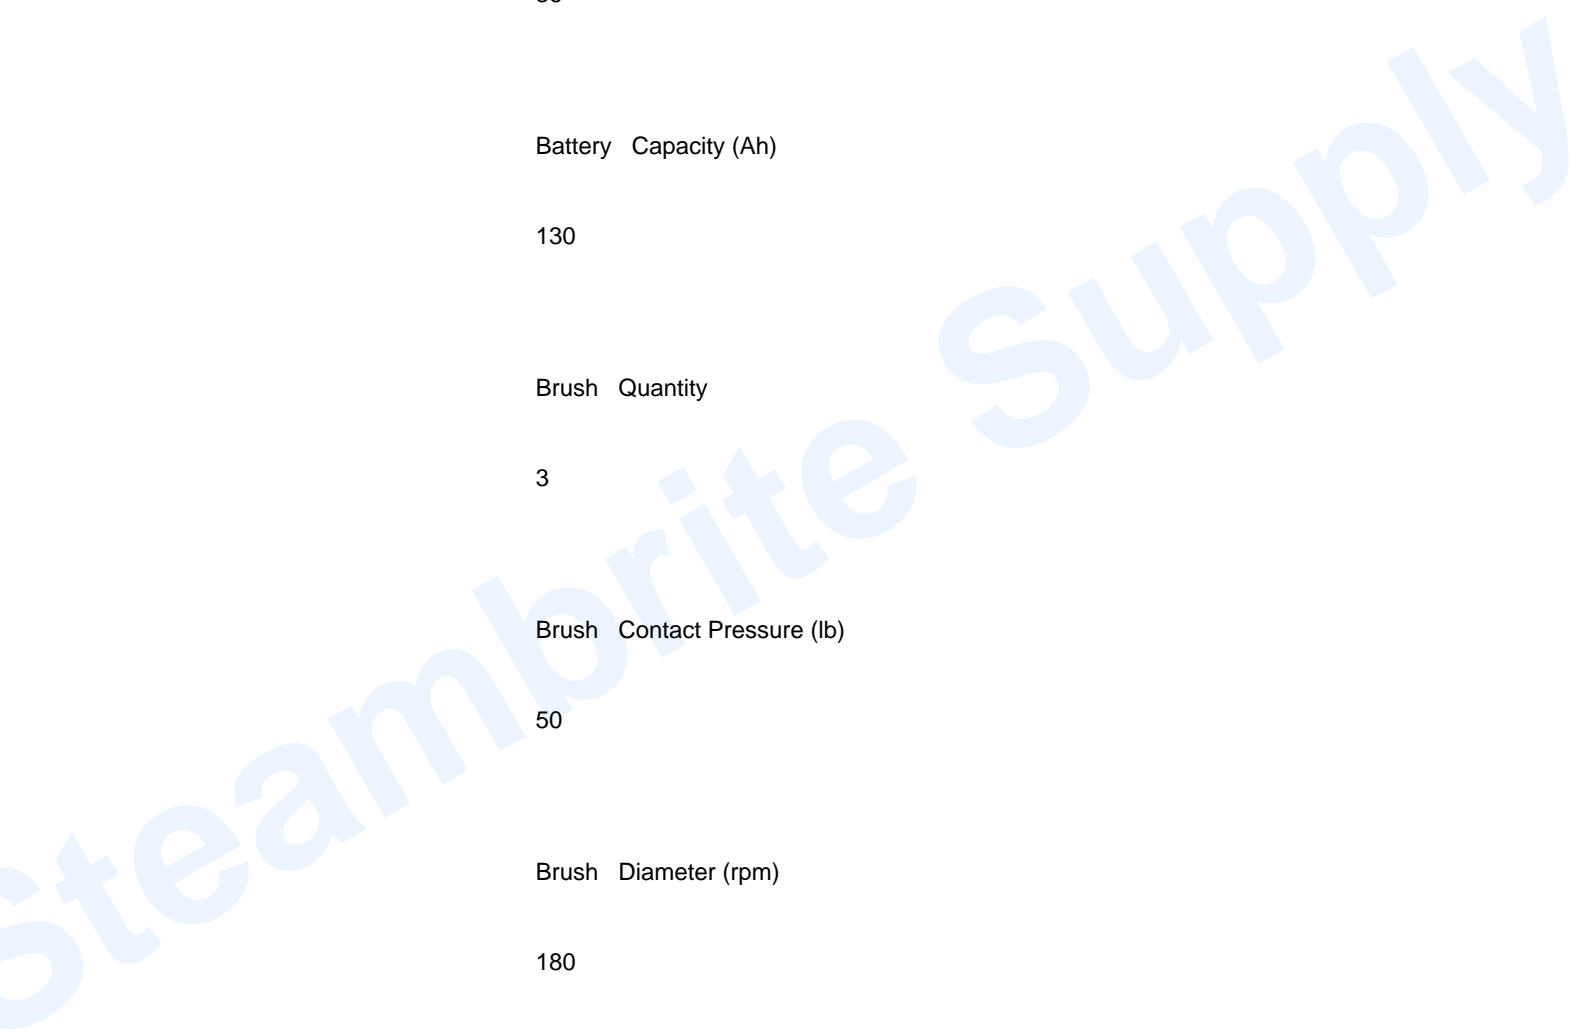 Battery   Capacity (Ah)
130
Brush   Quantity
3
Brush   Contact Pressure (lb)
50
Brush   Diameter (rpm)
180
Steambrite Supply